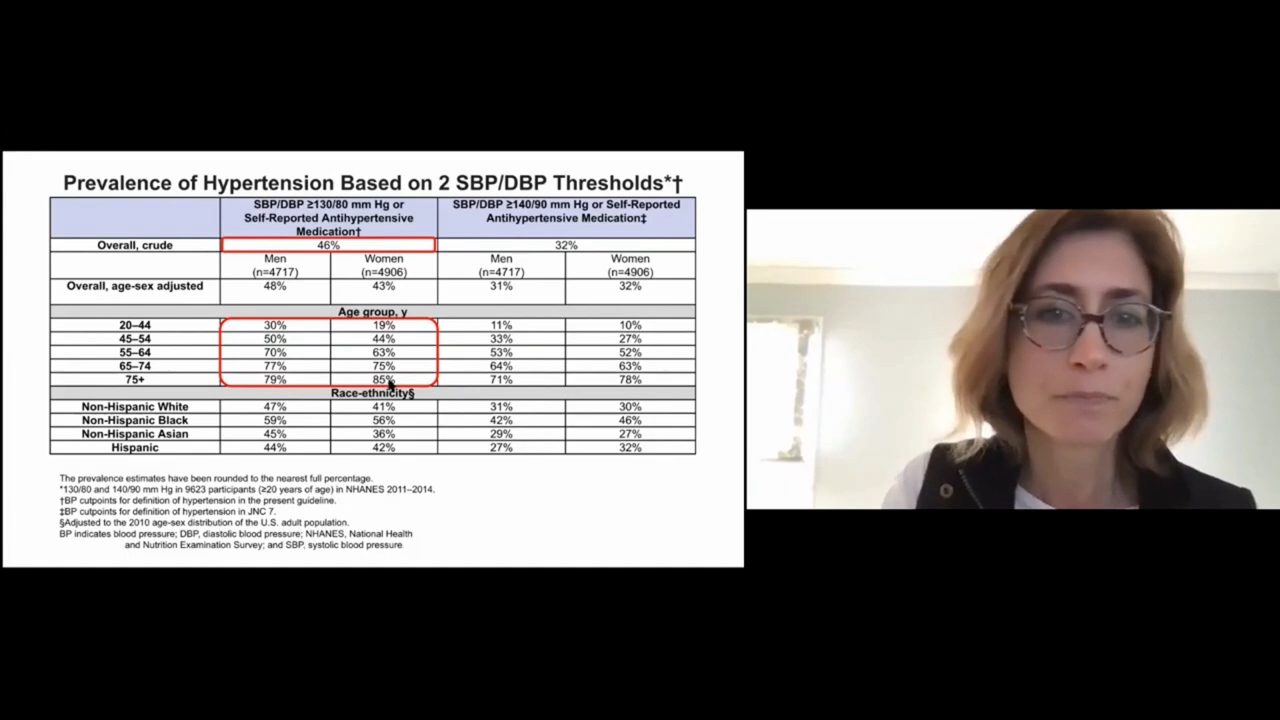 Prevalence of Hypertension Based on 2 SBP/DBP Thresholds*†
SBP/DBP ≥130/80 mm Hg or
Self-Reported Antihypertensive
Medication†
SBP/DBP ≥140/90 mm Hg or Self-Reported
Antihypertensive Medication‡
Overall, crude 46% 32%
Men Women Men Women
(n=4717) (n=4906) (n=4717) (n=4906)
Overall, age-sex adjusted 48% 43% 31% 32%
Age group, y
20–44 30% 19% 11% 10%
45–54 50% 44% 33% 27%
55–64 70% 63% 53% 52%
65–74 77% 75% 64% 63%
75+ 79% 85% 71% 78%
Race-ethnicity§
Non-Hispanic White 47% 41% 31% 30%
Non-Hispanic Black 59% 56% 42% 46%
Non-Hispanic Asian 45% 36% 29% 27%
Hispanic 44% 42% 27% 32%
The prevalence estimates have been rounded to the nearest full percentage.
*130/80 and 140/90 mm Hg in 9623 participants (≥20 years of age) in NHANES 2011–2014.
†BP cutpoints for definition of hypertension in the present guideline.
‡BP cutpoints for definition of hypertension in JNC 7.
§Adjusted to the 2010 age-sex distribution of the U.S. adult population.
BP indicates blood pressure; DBP, diastolic blood pressure; NHANES, National Health
and Nutrition Examination Survey; and SBP, systolic blood pressure.